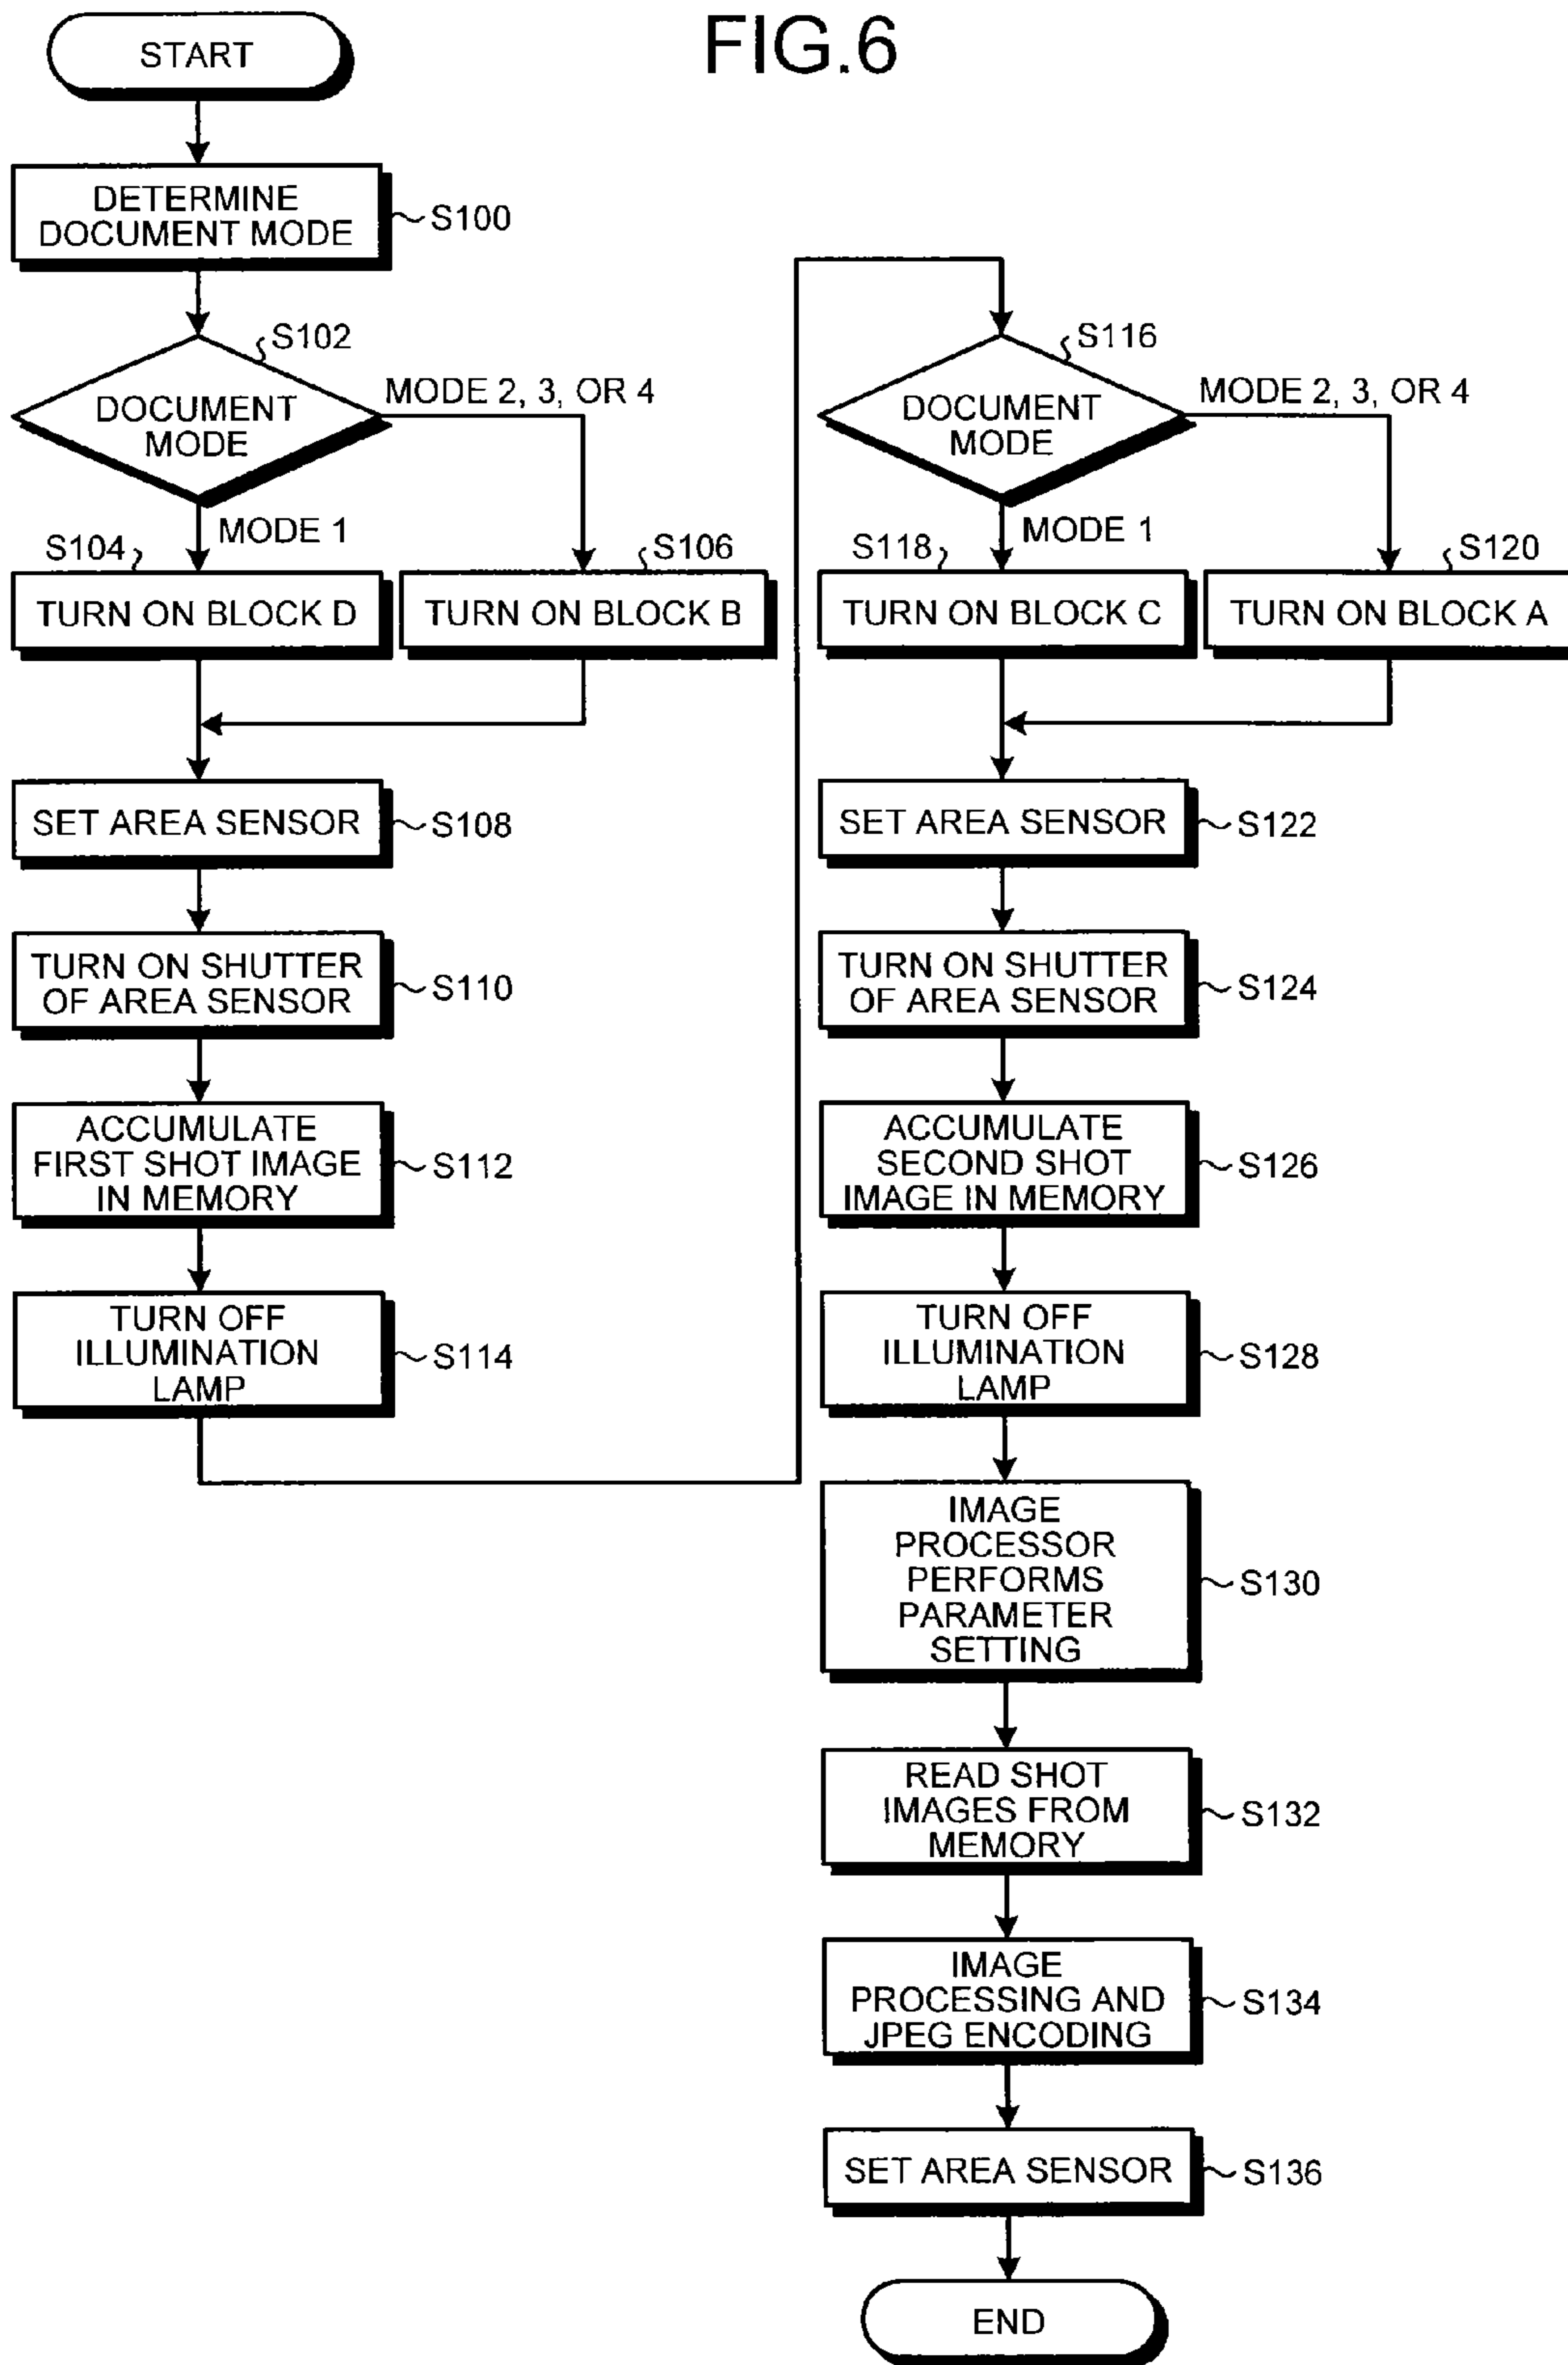 FIG.6
START
DETERMINE
DOCUMENT MODE
S100
S102
DOCUMENT
MODE
MODE 2, 3, OR 4
MODE 1
S104
TURN ON BLOCK D
S106
TURN ON BLOCK B
SET AREA SENSOR
S108
TURN ON SHUTTER
OF AREA SENSOR
S110
ACCUMULATE
FIRST SHOT IMAGE
IN MEMORY
S112
TURN OFF
ILLUMINATION
LAMP
S114
S116
DOCUMENT
MODE
MODE 2, 3, OR 4
MODE 1
S118
TURN ON BLOCK C
S120
TURN ON BLOCK A
SET AREA SENSOR
S122
TURN ON SHUTTER
OF AREA SENSOR
S124
ACCUMULATE
SECOND SHOT
IMAGE IN MEMORY
S126
TURN OFF
ILLUMINATION
LAMP
S128
IMAGE
PROCESSOR
PERFORMS
PARAMETER
SETTING
S130
READ SHOT
IMAGES FROM
MEMORY
S132
IMAGE
PROCESSING AND
JPEG ENCODING
S134
SET AREA SENSOR
S136
END